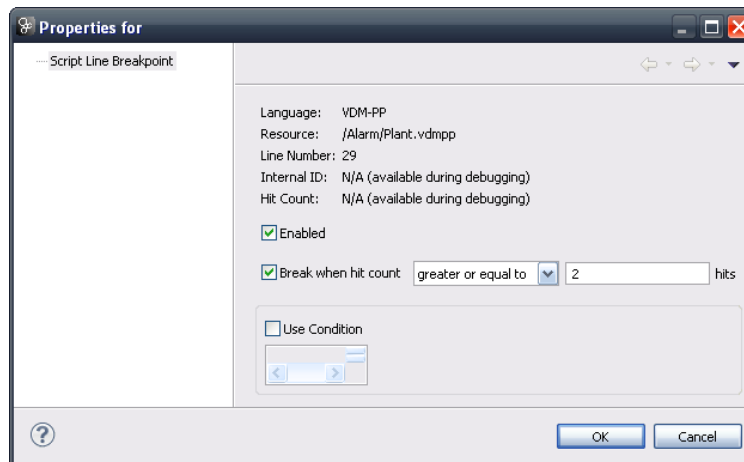 Properties for
Script Line Breakpoint
Language: VDM-PP
Resource: /Alarm/Plant.vdmpp
Line Number: 29
Internal ID: N/A (available during debugging)
Hit Count: N/A (available during debugging)
Enabled
Break when hit count greater or equal to 2 hits
Use Condition
OK Cancel